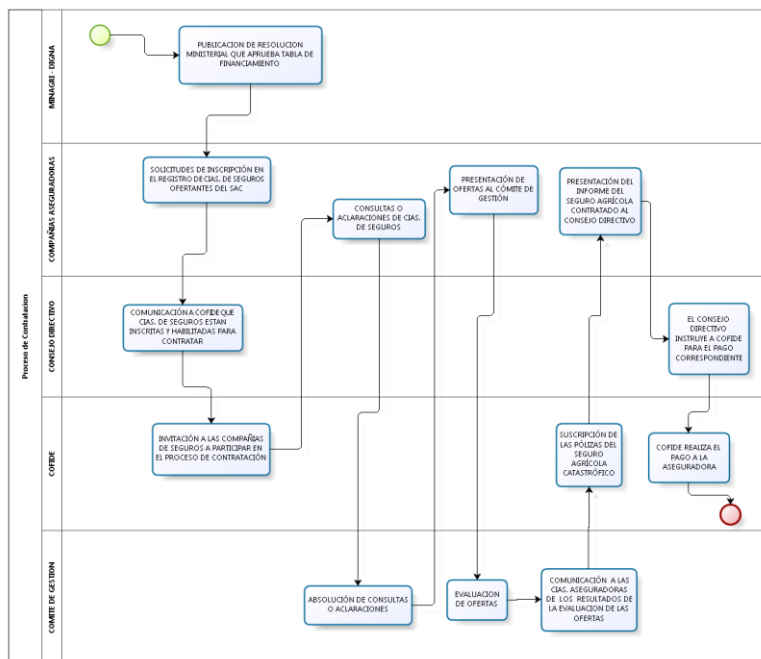 Proceso de Contratacion
MINAGRI - DIGNA
PUBLICACION DE RESOLUCION
MINISTERIAL QUE APRUEBA TABLA DE
FINANCIAMIENTO
COMPAÑIAS ASEGURADORAS
SOLICITUDES DE INSCRIPCIÓN EN
EL REGISTRO DE CIAS. DE SEGUROS
OFERTANTES DEL SAC
CONSULTAS O
ACLARACIONES DE CIAS.
DE SEGUROS
PRESENTACIÓN DE
OFERTAS AL CÓMITE DE
GESTIÓN
PRESENTACIÓN DEL
INFORME DEL
SEGURO AGRÍCOLA
CONTRATADO AL
CONSEJO DIRECTIVO
CONSEJO DIRECTIVO
COMUNICACIÓN A COFIDE QUE
CIAS. DE SEGUROS ESTAN
INSCRITAS Y HABILITADAS PARA
CONTRATAR
EL CONSEJO
DIRECTIVO
INSTRUYE A COFIDE
PARA EL PAGO
CORRESPONDIENTE
COFIDE
INVITACIÓN A LAS COMPAÑIAS
DE SEGUROS A PARTICIPAR EN
EL PROCESO DE CONTRATACIÓN
SUSCRIPCIÓN DE
LAS PÓLIZAS DEL
SEGURO
AGRÍCOLA
CATASTRÓFICO
COFIDE REALIZA EL
PAGO A LA
ASEGURADORA
COMITE DE GESTION
ABSOLUCIÓN DE CONSULTAS
O ACLARACIONES
EVALUACION
DE OFERTAS
COMUNICACIÓN A LAS
CIAS. ASEGURADORAS
DE LOS RESULTADOS DE
LA EVALUACION DE LAS
OFERTAS